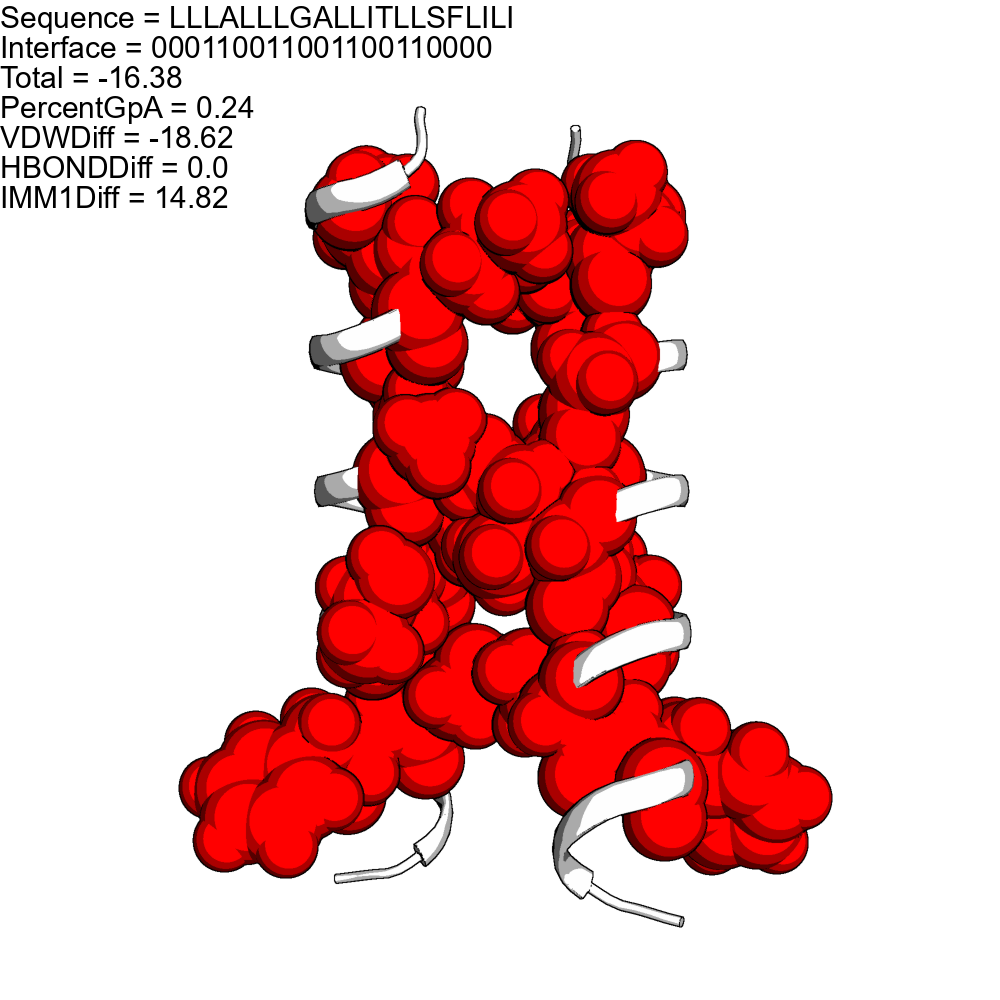 Sequence = LLLALLLGALLITLLSFLILI
Interface = 000110011001100110000
Total = -16.38
PercentGpA = 0.24
VDWDiff = -18.62
HBONDDiff = 0.0
IMM1Diff = 14.82